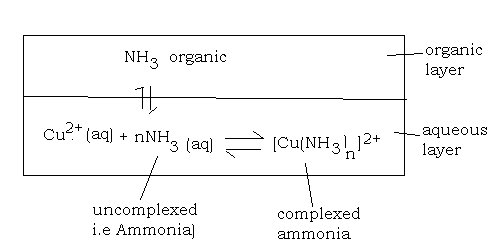 NH3 organic
organic
layer
Cu2+ (aq) + nNH3 (aq) ⇌ [Cu(NH3)n]2+
aqueous
layer
uncomplexed
i.e Ammonia)
complexed
ammonia